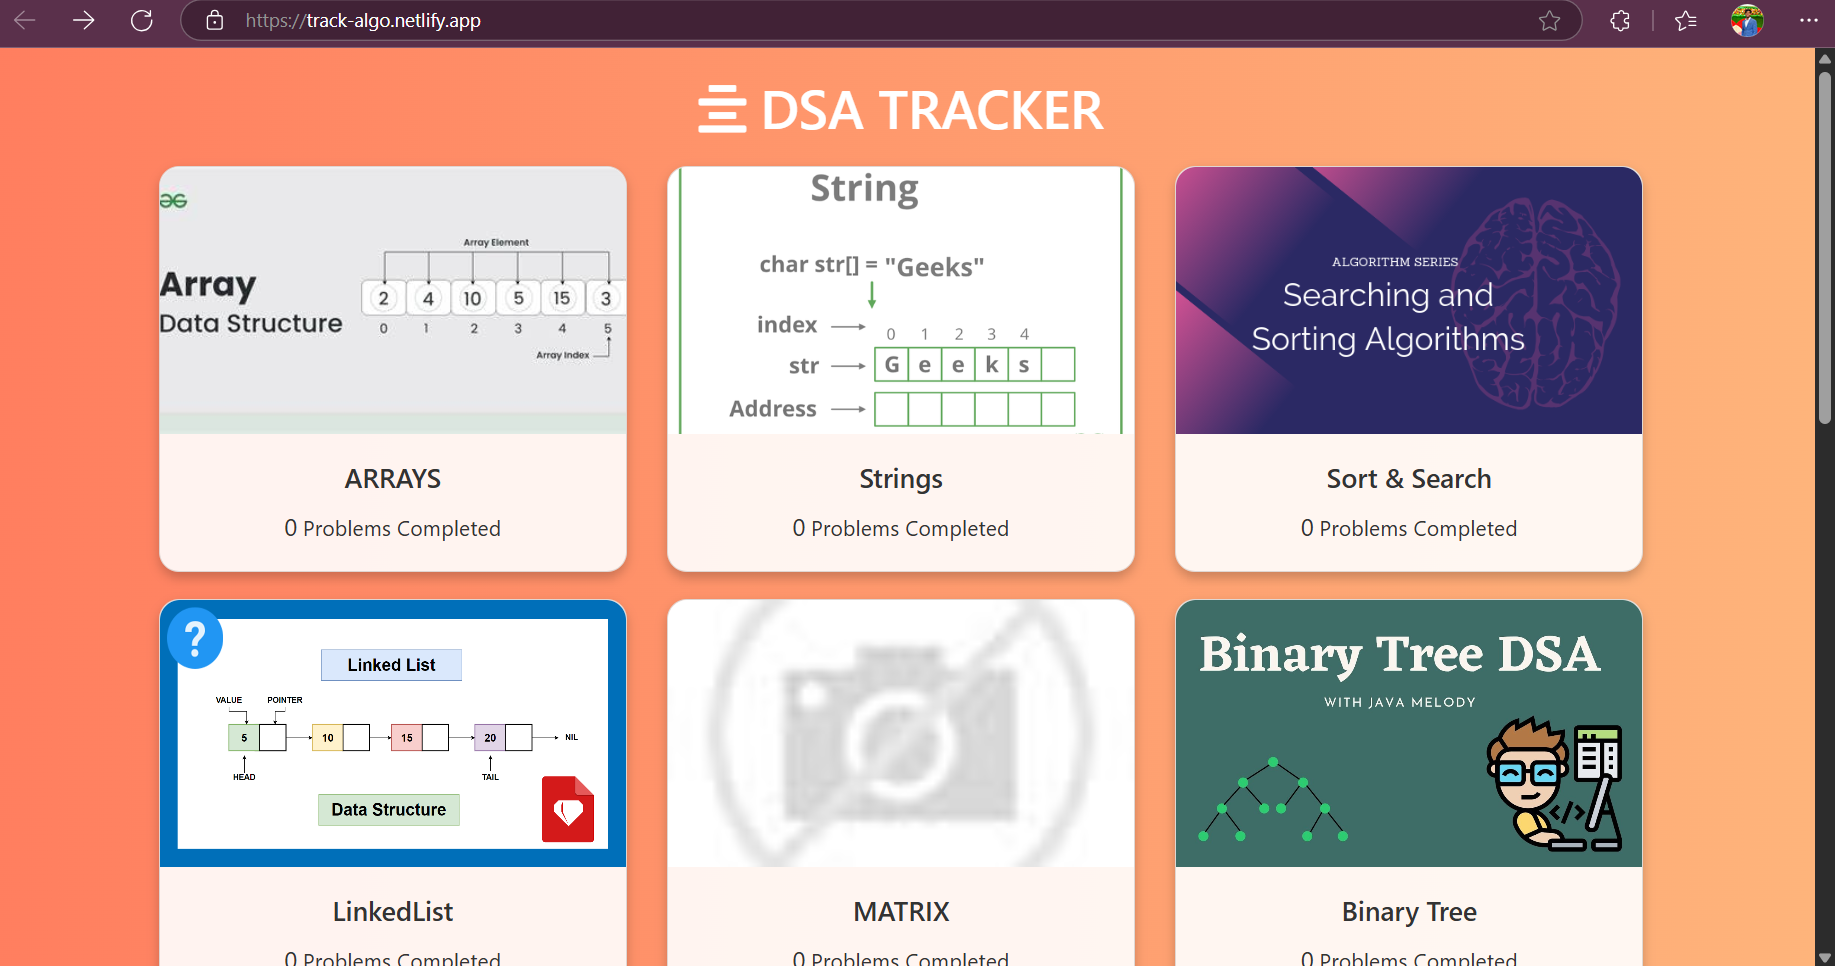 https://track-algo.netlify.app
DSA TRACKER
Array Element
Array
Data Structure
2 4 10 5 15 3
0 1 2 3 4 5
Array Index
ARRAYS
0 Problems Completed
String
char str[] = "Geeks"
index 0 1 2 3 4
str G e e k s
Address
Strings
0 Problems Completed
ALGORITHM SERIES
Searching and
Sorting Algorithms
Sort & Search
0 Problems Completed
?
Linked List
VALUE POINTER
5 10 15 20 NIL
HEAD TAIL
Data Structure
LinkedList
0 Problems Completed
MATRIX
0 Problems Completed
Binary Tree DSA
WITH JAVA MELODY
</>
Binary Tree
0 Problems Completed